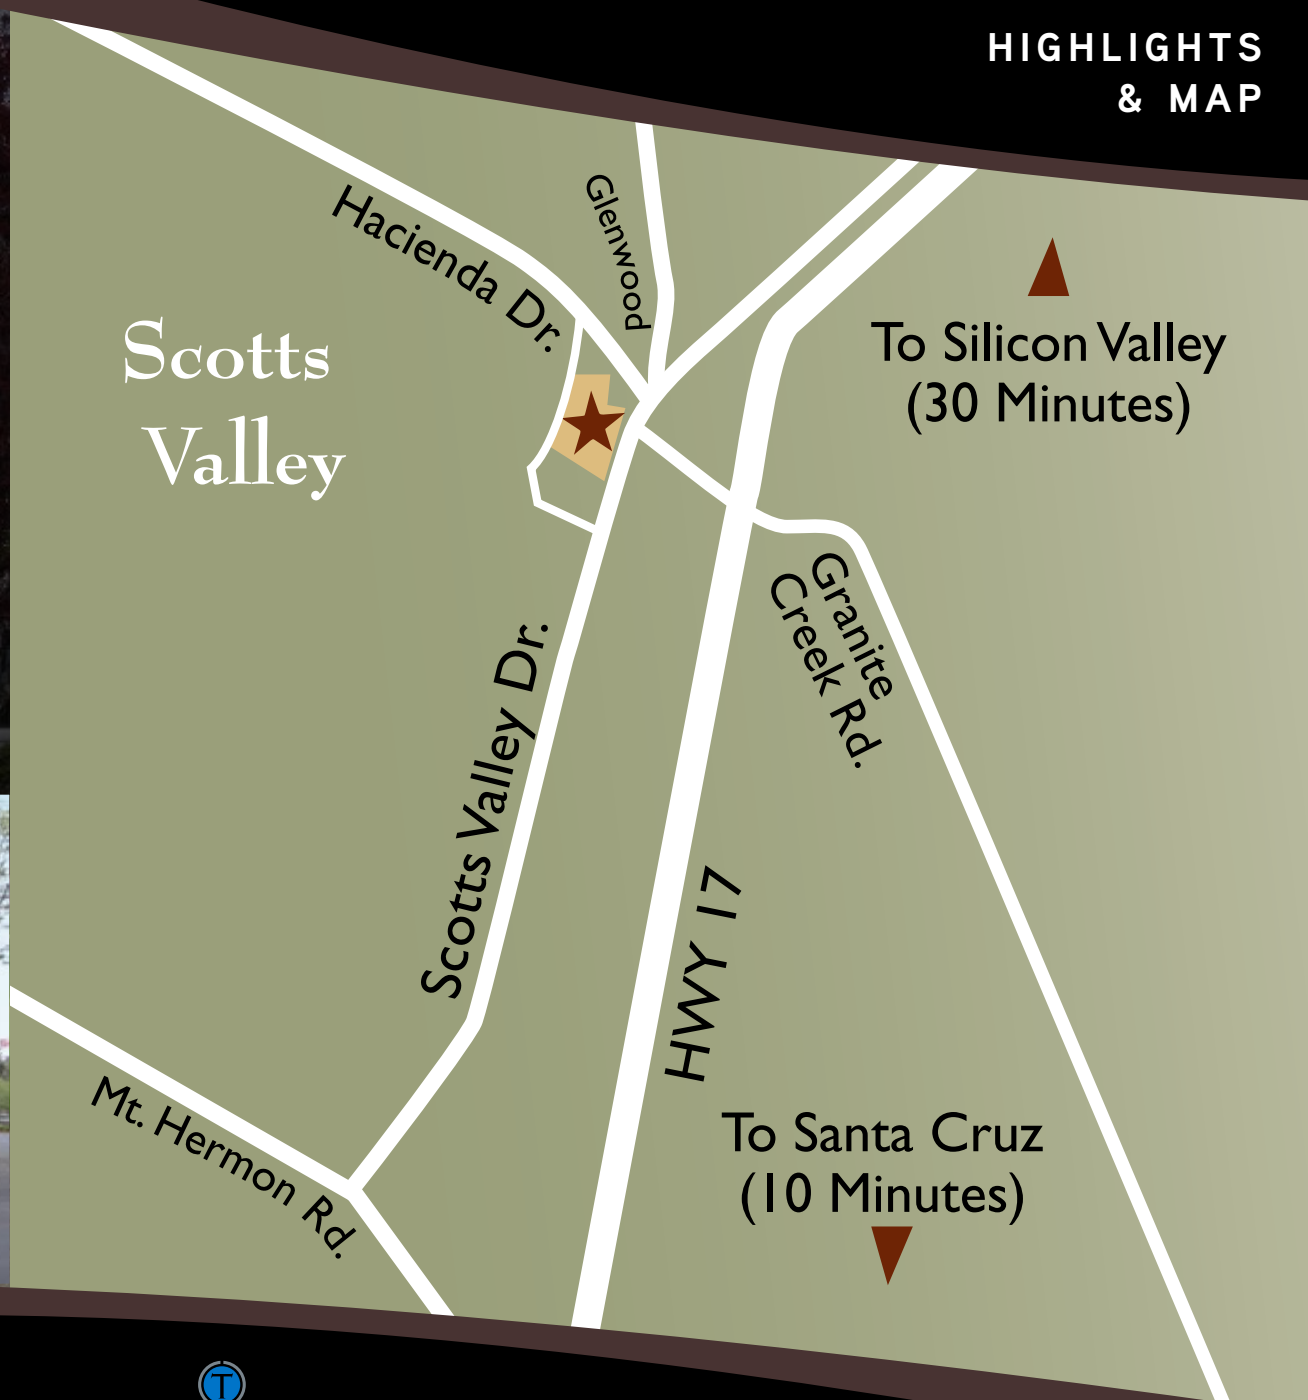 HIGHLIGHTS
& MAP
Glenwood
Hacienda Dr.
Scotts
Valley
To Silicon Valley
(30 Minutes)
Granite
Creek Rd.
Scotts Valley Dr.
HWY 17
Mt. Hermon Rd.
To Santa Cruz
(10 Minutes)
T